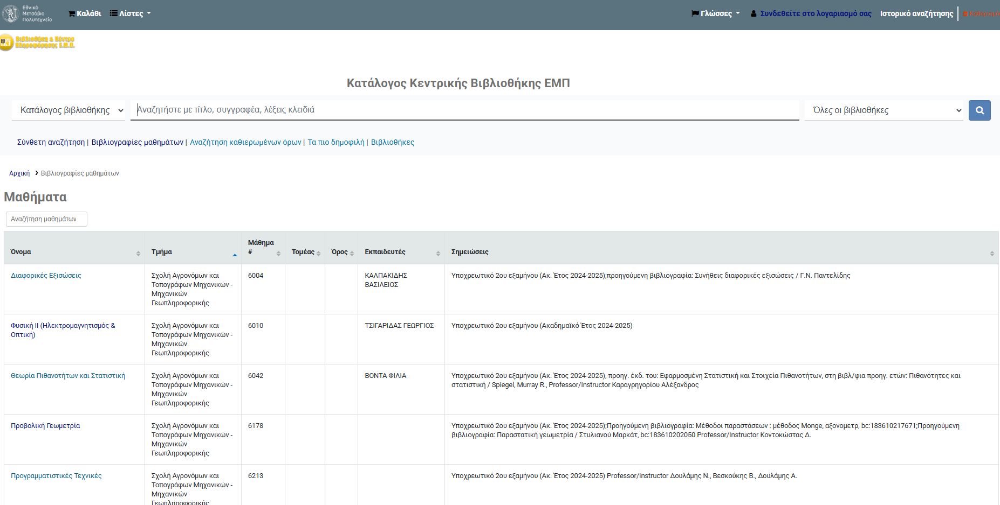 Εθνικό
Μετσόβιο
Πολυτεχνείο
Καλάθι
Λίστες
Γλώσσες
Συνδεθείτε στο λογαριασμό σας
Ιστορικό αναζήτησης
Βιβλιοθήκη & Κέντρο
Πληροφόρησης Ε.Μ.Π.
Κατάλογος Κεντρικής Βιβλιοθήκης ΕΜΠ
Κατάλογος βιβλιοθήκης
Αναζητήστε με τίτλο, συγγραφέα, λέξεις κλειδιά
Όλες οι βιβλιοθήκες
Σύνθετη αναζήτηση | Βιβλιογραφίες μαθημάτων | Αναζήτηση καθιερωμένων όρων | Τα πιο δημοφιλή | Βιβλιοθήκες
Αρχική › Βιβλιογραφίες μαθημάτων
Μαθήματα
Αναζήτηση μαθημάτων
Όνομα
Τμήμα
Μάθημα
#
Τομέας
Όρος
Εκπαιδευτές
Σημειώσεις
Διαφορικές Εξισώσεις
Σχολή Αγρονόμων και
Τοπογράφων Μηχανικών -
Μηχανικών
Γεωπληροφορικής
6004
ΚΑΛΠΑΚΙΔΗΣ
ΒΑΣΙΛΕΙΟΣ
Υποχρεωτικό 2ου εξαμήνου (Ακ. Έτος 2024-2025);προηγούμενη βιβλιογραφία: Συνήθεις διαφορικές εξισώσεις / Γ.Ν. Παντελίδης
Φυσική ΙΙ (Ηλεκτρομαγνητισμός &
Οπτική)
Σχολή Αγρονόμων και
Τοπογράφων Μηχανικών -
Μηχανικών
Γεωπληροφορικής
6010
ΤΣΙΓΑΡΙΔΑΣ ΓΕΩΡΓΙΟΣ
Υποχρεωτικό 2ου εξαμήνου (Ακαδημαϊκό Έτος 2024-2025)
Θεωρία Πιθανοτήτων και Στατιστική
Σχολή Αγρονόμων και
Τοπογράφων Μηχανικών -
Μηχανικών
Γεωπληροφορικής
6042
ΒΟΝΤΑ ΦΙΛΙΑ
Υποχρεωτικό 2ου εξαμήνου (Ακ. Έτος 2024-2025), προηγ. έκδ. του: Εφαρμοσμένη Στατιστική και Στοιχεία Πιθανοτήτων, στη βιβλ/φια προηγ. ετών: Πιθανότητες και
στατιστική / Spiegel, Murray R., Professor/Instructor Καραγρηγορίου Αλέξανδρος
Προβολική Γεωμετρία
Σχολή Αγρονόμων και
Τοπογράφων Μηχανικών -
Μηχανικών
Γεωπληροφορικής
6178
Υποχρεωτικό 2ου εξαμήνου (Ακ. Έτος 2024-2025);Προηγούμενη βιβλιογραφία: Μέθοδοι παραστάσεων : μέθοδος Monge, αξονομετρ, bc:183610217671;Προηγούμενη
βιβλιογραφία: Παραστατική γεωμετρία / Στυλιανού Μαρκάτ, bc:183610202050 Professor/Instructor Κοντοκώστας Δ.
Προγραμματιστικές Τεχνικές
Σχολή Αγρονόμων και
Τοπογράφων Μηχανικών -
Μηχανικών
Γεωπληροφορικής
6213
Υποχρεωτικό 2ου εξαμήνου (Ακ. Έτος 2024-2025) Professor/Instructor Δουλάμης Ν., Βεσκούκης Β., Δουλάμης Α.